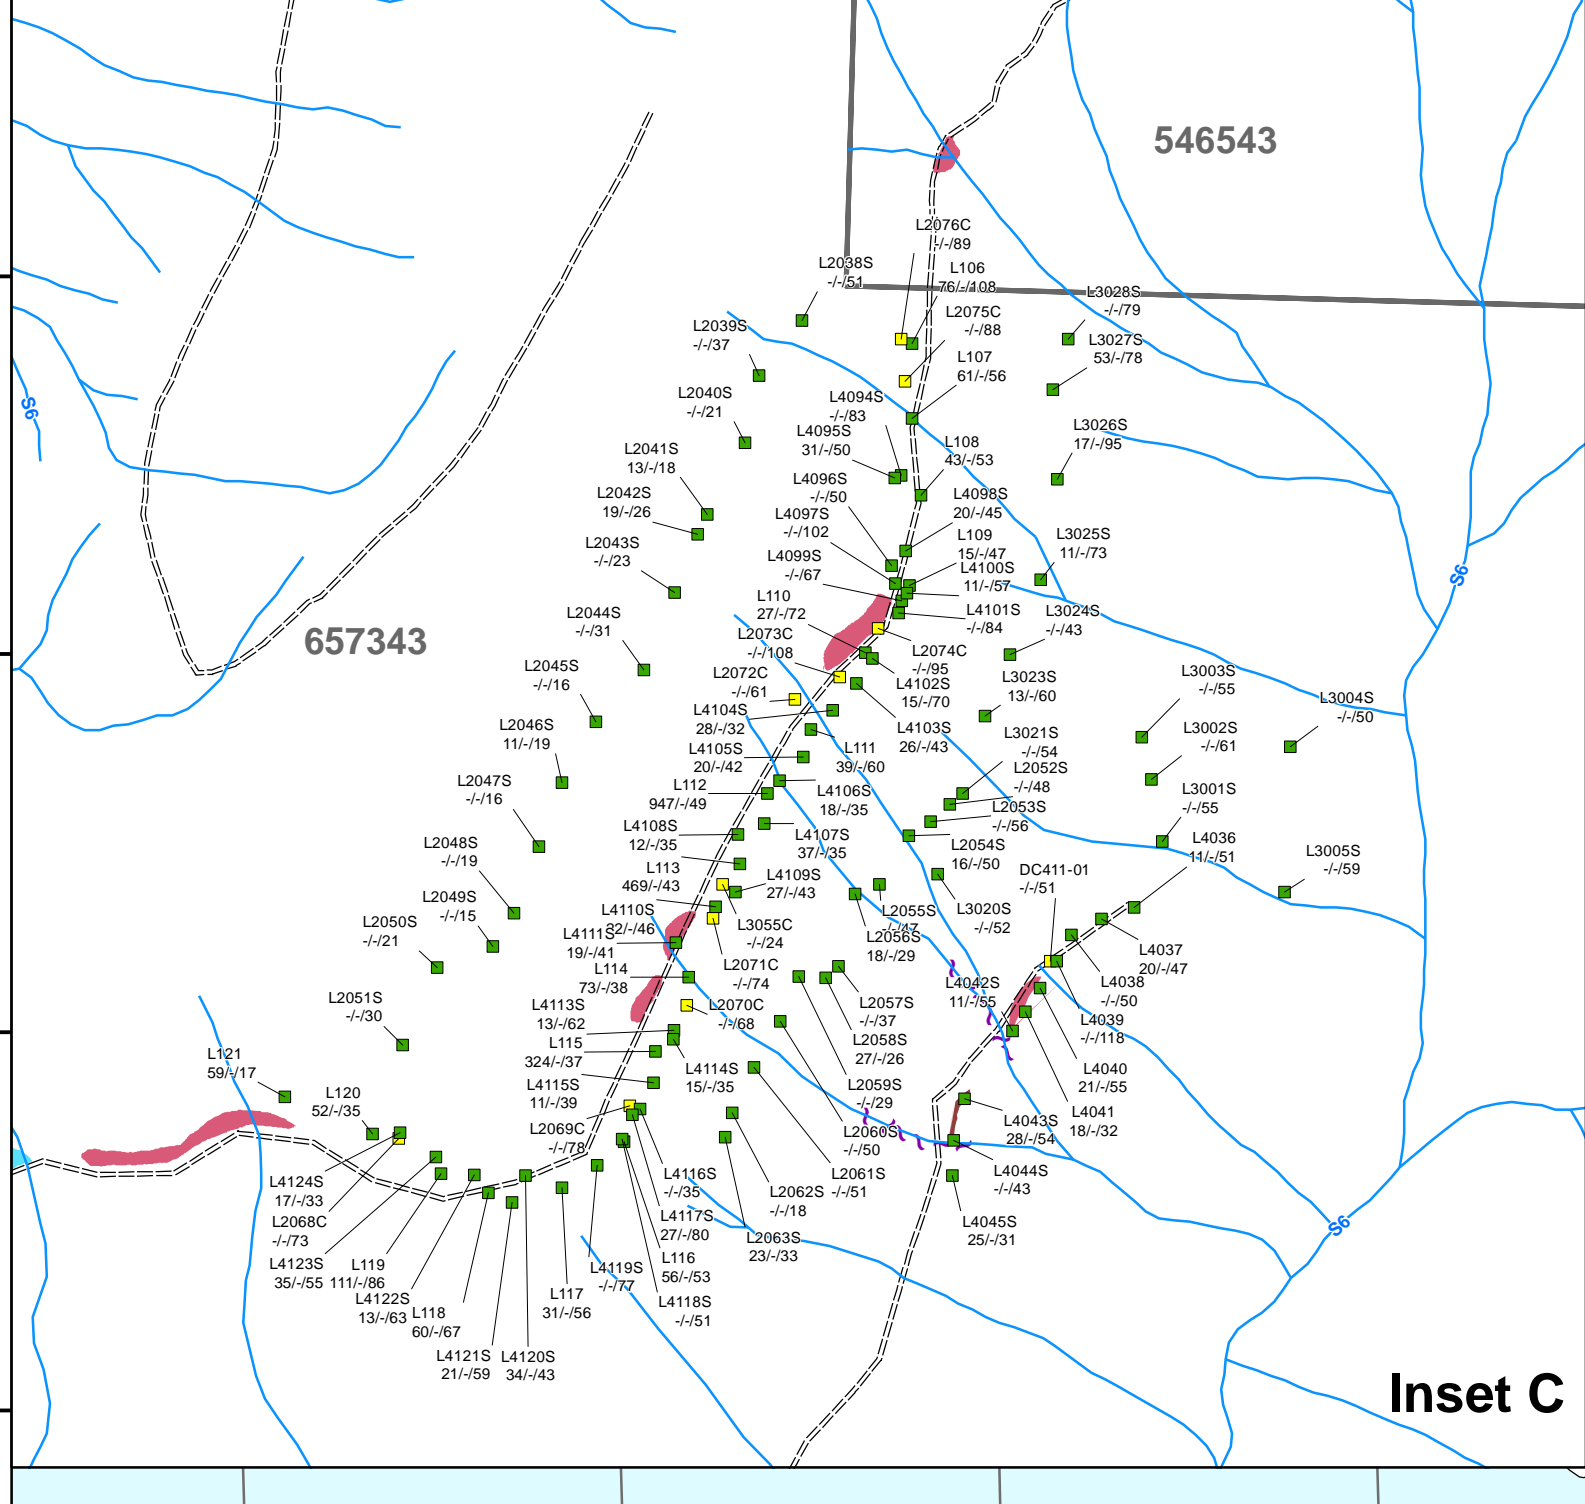 546543
L2076C
-/-/89
L2038S
-/-/51
L106
76/-/108
L3028S
-/-/79
L2075C
-/-/88
L2039S
-/-/37
L3027S
53/-/78
L107
61/-/56
L2040S
-/-/21
L4094S
-/-/83
S6
L4095S
31/-/50
L3026S
17/-/95
L108
43/-/53
L2041S
13/-/18
L4096S
-/-/50
L2042S
19/-/26
L4098S
20/-/45
L4097S
-/-/102
L109
15/-/47
L3025S
11/-/73
L2043S
-/-/23
L4099S
-/-/67
L4100S
11/-/57
S6
L110
27/-/72
L4101S
-/-/84
L3024S
-/-/43
L2044S
-/-/31
657343
L2073C
-/-/108
L2074C
-/-/95
L2045S
-/-/16
L2072C
-/-/61
L4102S
15/-/70
L3023S
13/-/60
L3003S
-/-/55
L3004S
-/-/50
L4104S
28/-/32
L4103S
26/-/43
L2046S
11/-/19
L3021S
-/-/54
L3002S
-/-/61
L4105S
20/-/42
L111
39/-/60
L2052S
-/-/48
L2047S
-/-/16
L112
947/-/49
L4106S
18/-/35
L3001S
-/-/55
L2053S
-/-/56
L4108S
12/-/35
L4107S
37/-/35
L4036
11/-/51
L2048S
-/-/19
L2054S
16/-/50
L3005S
-/-/59
L113
469/-/43
L4109S
27/-/43
DC411-01
-/-/51
L2049S
-/-/15
L4110S
32/-/46
L3055C
-/-/24
L2055S
-/-/47
L3020S
-/-/52
L2050S
-/-/21
L4111S
19/-/41
L2056S
18/-/29
L4037
20/-/47
L114
73/-/38
L2071C
-/-/74
L4042S
11/-/55
L4038
-/-/50
L2051S
-/-/30
L4113S
13/-/62
L2070C
-/-/68
L2057S
-/-/37
L4039
-/-/118
L115
324/-/37
L2058S
27/-/26
L121
59/-/17
L4114S
15/-/35
L4040
21/-/55
L120
52/-/35
L4115S
11/-/39
L2059S
-/-/29
L4041
18/-/32
L2069C
-/-/78
L2060S
-/-/50
L4043S
28/-/54
L4124S
17/-/33
L4116S
-/-/35
L2061S
-/-/51
L4044S
-/-/43
L2062S
-/-/18
L2068C
-/-/73
L4117S
27/-/80
L4045S
25/-/31
S6
L2063S
23/-/33
L4123S
35/-/55
L119
111/-/86
L116
56/-/53
L4119S
-/-/77
L4122S
13/-/63
L118
60/-/67
L117
31/-/56
L4118S
-/-/51
L4121S
21/-/59
L4120S
34/-/43
Inset C